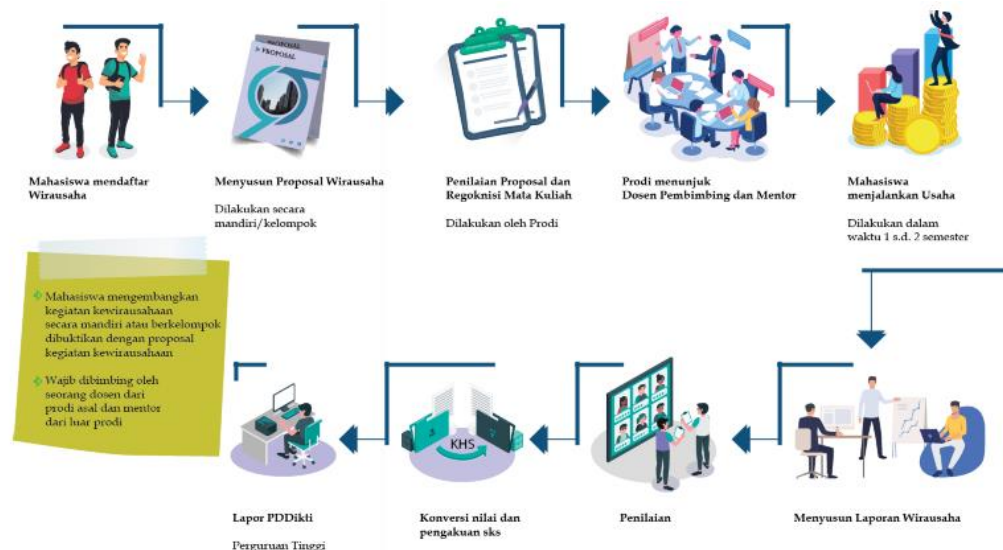 PROPOSAL
PROPOSAL
Mahasiswa mendaftar
Wirausaha
Menyusun Proposal Wirausaha
Dilakukan secara
mandiri/kelompok
Penilaian Proposal dan
Regoknisi Mata Kuliah
Dilakukan oleh Prodi
Prodi menunjuk
Dosen Pembimbing dan Mentor
Mahasiswa
menjalankan Usaha
Dilakukan dalam
waktu 1 s.d. 2 semester
Mahasiswa mengembangkan
kegiatan kewirausahaan
secara mandiri atau berkelompok
dibuktikan dengan proposal
kegiatan kewirausahaan
Wajib dibimbing oleh
seorang dosen dari
prodi asal dan mentor
dari luar prodi
KHS
Lapor PDDikti
Perguruan Tinggi
Konversi nilai dan
pengakuan sks
Penilaian
Menyusun Laporan Wirausaha